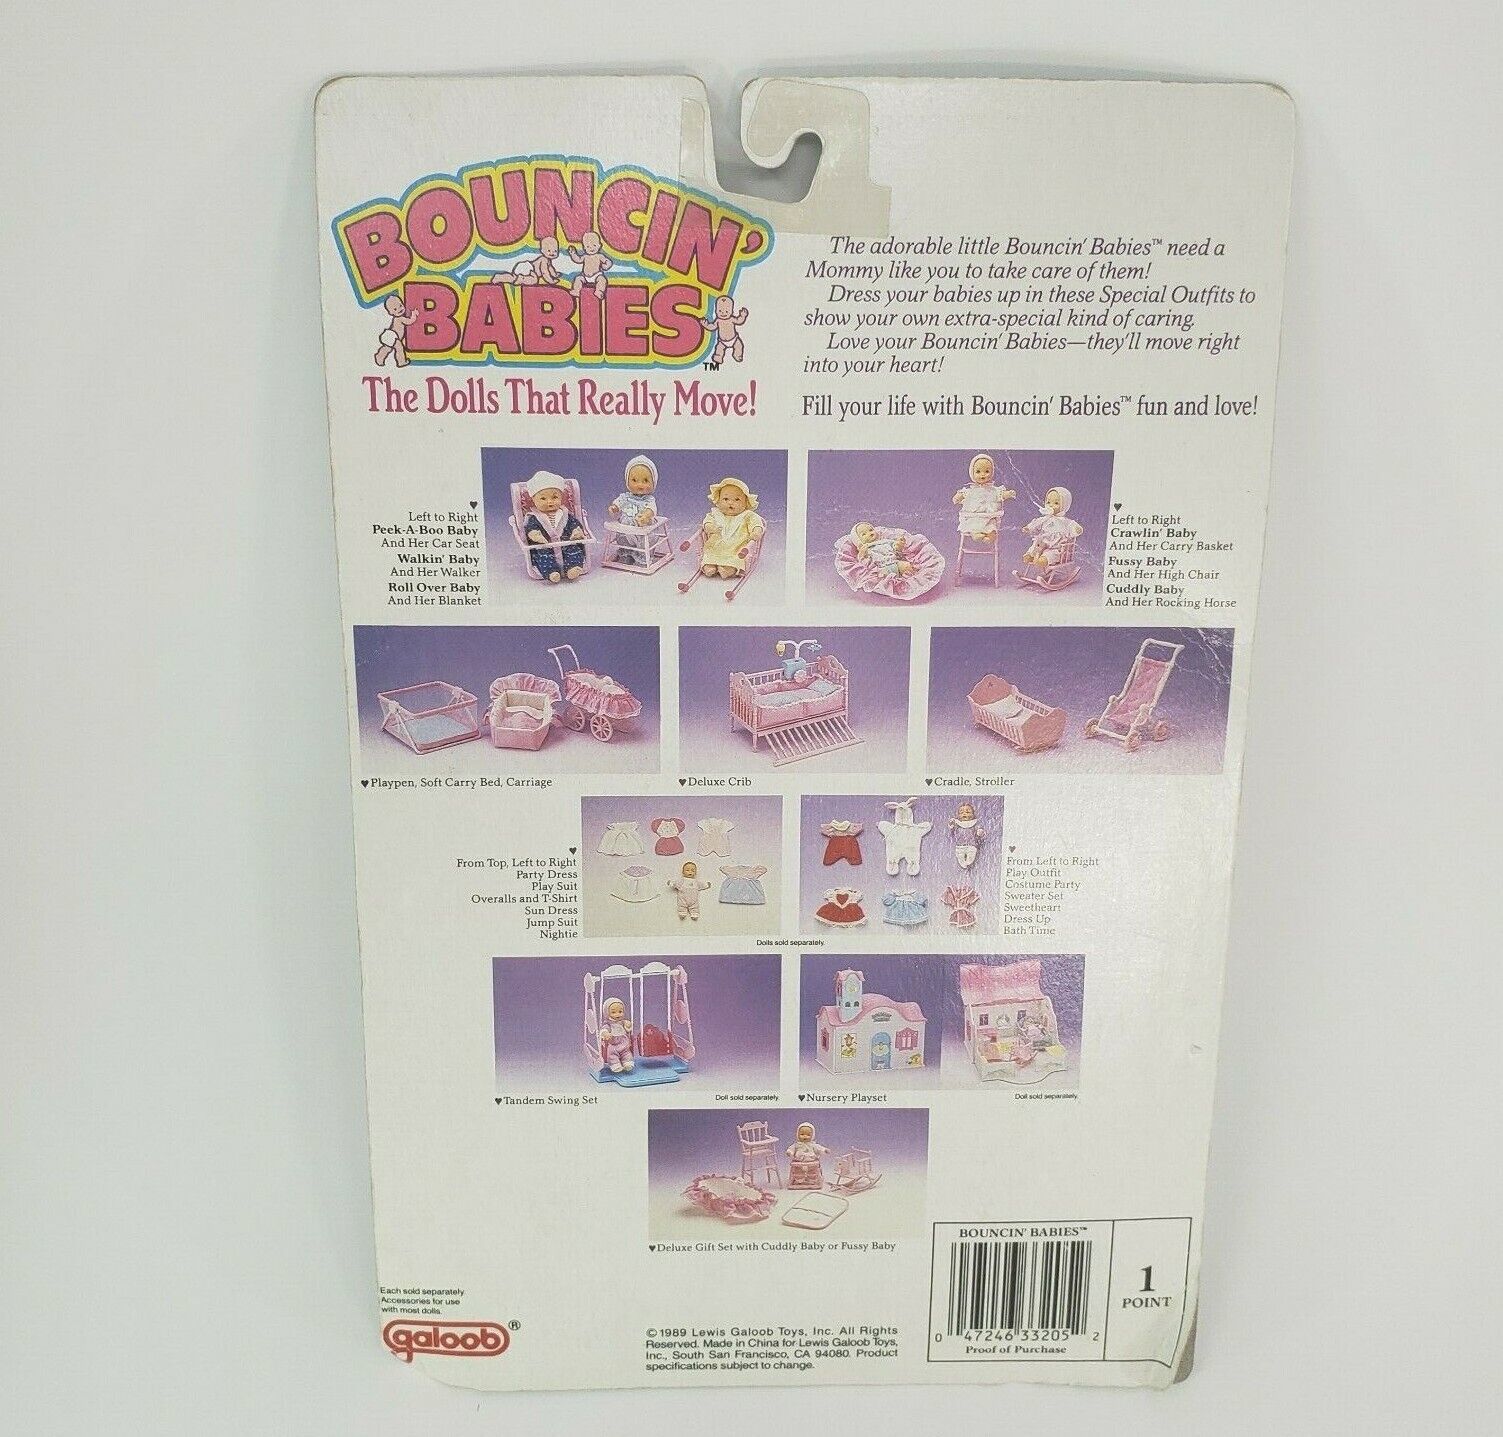 BOUNCIN'
BABIES™
The Dolls That Really Move!
The adorable little Bouncin' Babies™ need a
Mommy like you to take care of them!
Dress your babies up in these Special Outfits to
show your own extra-special kind of caring.
Love your Bouncin' Babies—they'll move right
into your heart!
Fill your life with Bouncin' Babies™ fun and love!
♥
Left to Right
Peek-A-Boo Baby
And Her Car Seat
Walkin' Baby
And Her Walker
Roll Over Baby
And Her Blanket
♥
Left to Right
Crawlin' Baby
And Her Carry Basket
Fussy Baby
And Her High Chair
Cuddly Baby
And Her Rocking Horse
♥Playpen, Soft Carry Bed, Carriage
♥Deluxe Crib
♥Cradle, Stroller
♥
From Top, Left to Right
Party Dress
Play Suit
Overalls and T-Shirt
Sun Dress
Jump Suit
Nightie
♥
From Left to Right
Play Outfit
Costume Party
Sweater Set
Sweetheart
Dress Up
Bath Time
Dolls sold separately.
♥Tandem Swing Set
Doll sold separately.
BOUNCIN'
BABIES
♥Nursery Playset
Doll sold separately.
♥Deluxe Gift Set with Cuddly Baby or Fussy Baby
Each sold separately.
Accessories for use
with most dolls.
galoob®
©1989 Lewis Galoob Toys, Inc. All Rights
Reserved. Made in China for Lewis Galoob Toys,
Inc., South San Francisco, CA 94080. Product
specifications subject to change.
BOUNCIN' BABIES™
0 47246 33205 2
Proof of Purchase
1
POINT